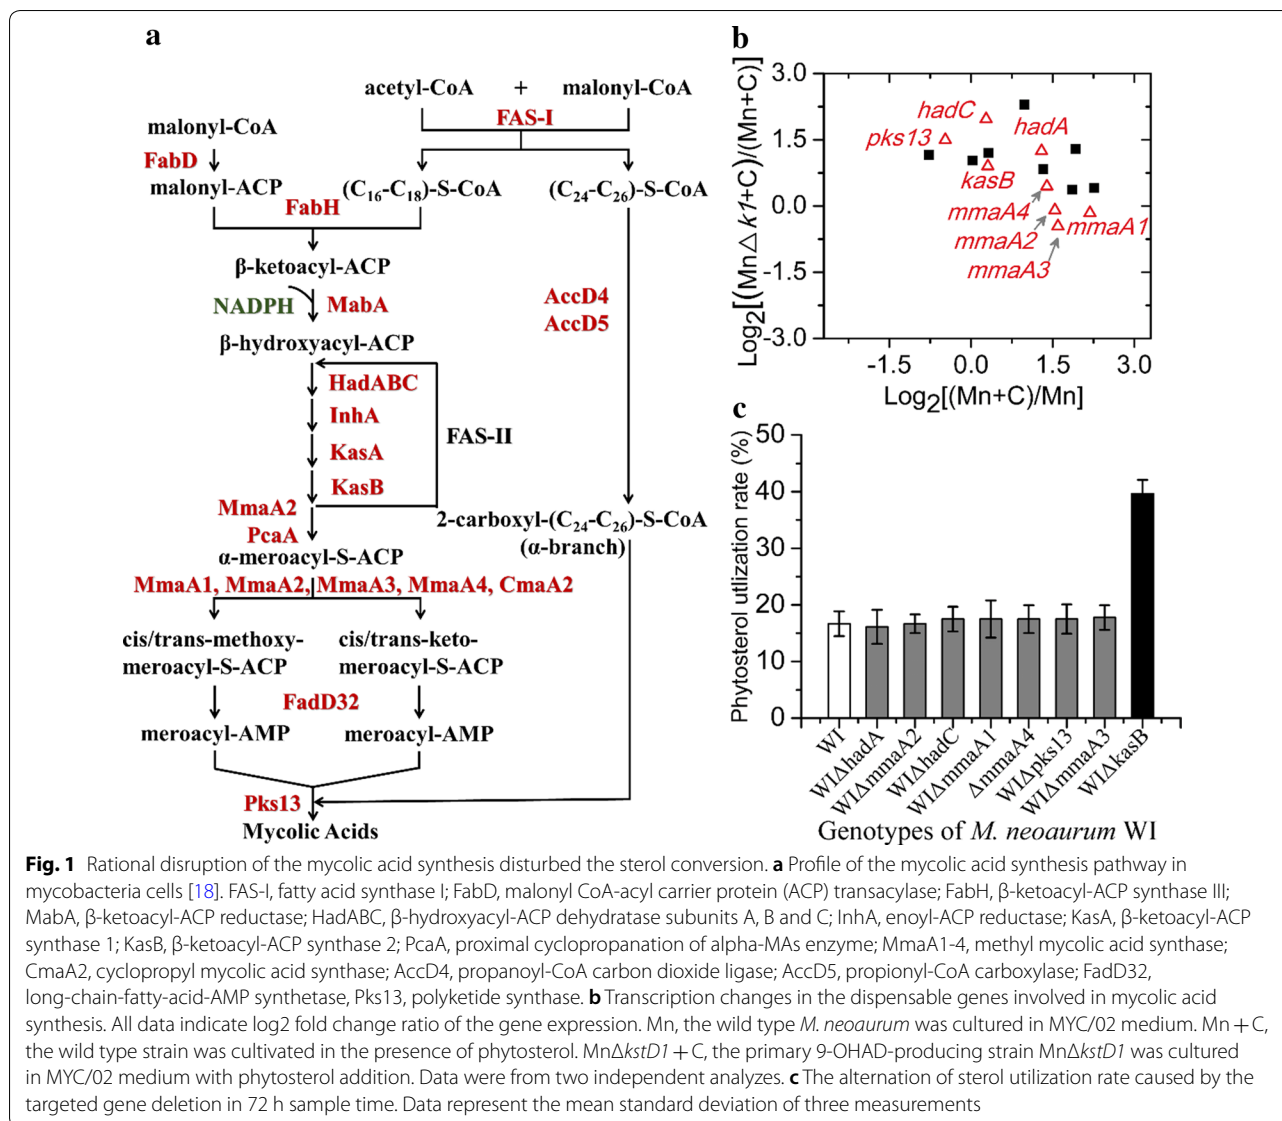 a
acetyl-CoA + malonyl-CoA
FAS-I
malonyl-CoA
FabD
malonyl-ACP
(C16-C18)-S-CoA
(C24-C26)-S-CoA
FabH
β-ketoacyl-ACP
NADPH
MabA
AccD4
AccD5
β-hydroxyacyl-ACP
HadABC
InhA
FAS-II
KasA
KasB
MmaA2
PcaA
2-carboxyl-(C24-C26)-S-CoA
(α-branch)
α-meroacyl-S-ACP
MmaA1, MmaA2, MmaA3, MmaA4, CmaA2
cis/trans-methoxy-
meroacyl-S-ACP
cis/trans-keto-
meroacyl-S-ACP
FadD32
meroacyl-AMP
meroacyl-AMP
Pks13
Mycolic Acids
b
Log2[(Mn△k1+C)/(Mn+C)]
3.0
1.5
0.0
-1.5
-3.0
hadC
pks13
hadA
kasB
mmaA4
mmaA2
mmaA1
mmaA3
-1.5 0.0 1.5 3.0
Log2[(Mn+C)/Mn]
c
Phytosterol utlization rate (%)
50
40
30
20
10
0
WI
WIΔhadA
WIΔmmaA2
WIΔhadC
WIΔmmaA1
ΔmmaA4
WIΔpks13
WIΔmmaA3
WIΔkasB
Genotypes of M. neoaurum WI
Fig. 1 Rational disruption of the mycolic acid synthesis disturbed the sterol conversion. a Profile of the mycolic acid synthesis pathway in
mycobacteria cells [18]. FAS-I, fatty acid synthase I; FabD, malonyl CoA-acyl carrier protein (ACP) transacylase; FabH, β-ketoacyl-ACP synthase III;
MabA, β-ketoacyl-ACP reductase; HadABC, β-hydroxyacyl-ACP dehydratase subunits A, B and C; InhA, enoyl-ACP reductase; KasA, β-ketoacyl-ACP
synthase 1; KasB, β-ketoacyl-ACP synthase 2; PcaA, proximal cyclopropanation of alpha-MAs enzyme; MmaA1-4, methyl mycolic acid synthase;
CmaA2, cyclopropyl mycolic acid synthase; AccD4, propanoyl-CoA carbon dioxide ligase; AccD5, propionyl-CoA carboxylase; FadD32,
long-chain-fatty-acid-AMP synthetase, Pks13, polyketide synthase. b Transcription changes in the dispensable genes involved in mycolic acid
synthesis. All data indicate log2 fold change ratio of the gene expression. Mn, the wild type M. neoaurum was cultured in MYC/02 medium. Mn + C,
the wild type strain was cultivated in the presence of phytosterol. MnΔkstD1 + C, the primary 9-OHAD-producing strain MnΔkstD1 was cultured
in MYC/02 medium with phytosterol addition. Data were from two independent analyzes. c The alternation of sterol utilization rate caused by the
targeted gene deletion in 72 h sample time. Data represent the mean standard deviation of three measurements